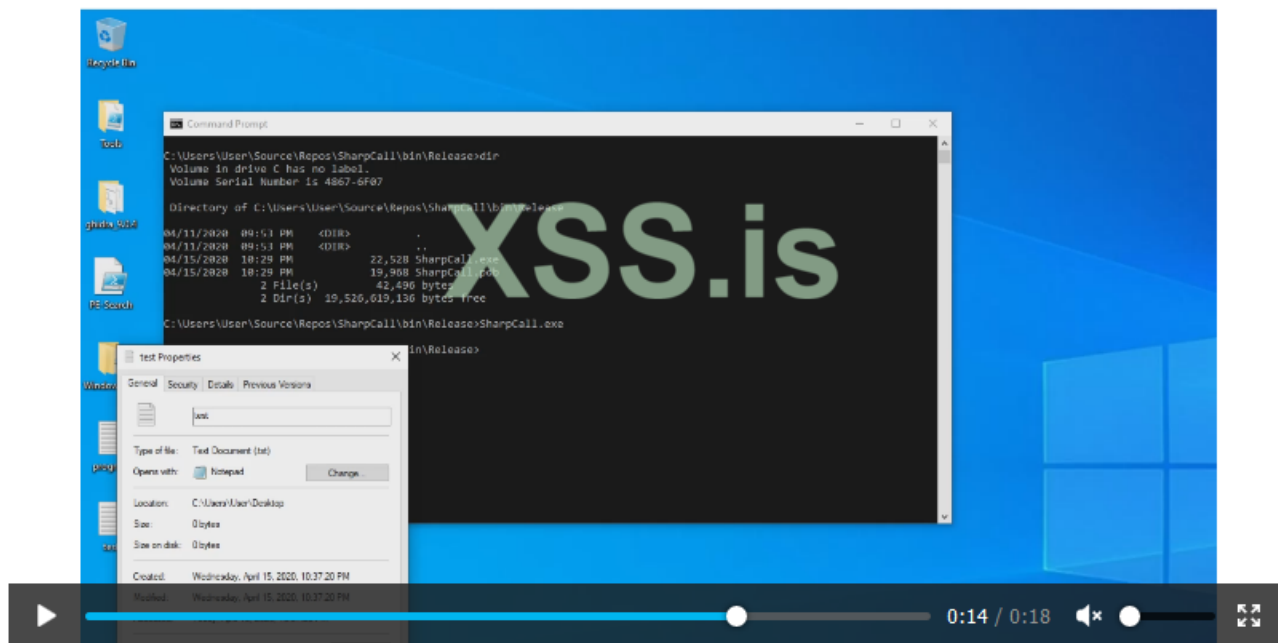 Recycle Bin
Tools
PE-Search
Command Prompt
C:\Users\User\Source\Repos\SharpCall\bin\Release>dir
Volume in drive C has no label.
Volume Serial Number is 4867-6F07
Directory of C:\Users\User\Source\Repos\SharpCall\bin\Release
04/11/2020 09:53 PM <DIR> .
04/11/2020 09:53 PM <DIR> ..
04/15/2020 10:29 PM 22,528 SharpCall.exe
04/15/2020 10:29 PM 19,968 SharpCall.pdb
2 File(s) 42,496 bytes
2 Dir(s) 19,526,619,136 bytes free
C:\Users\User\Source\Repos\SharpCall\bin\Release>SharpCall.exe
in\Release>
XSS.is
test Properties
General Security Details Previous Versions
test
Type of file: Text Document (.txt)
Opens with: Notepad Change...
Location: C:\Users\User\Desktop
Size: 0 bytes
Size on disk: 0 bytes
Created: Wednesday, April 15, 2020, 10:37:20 PM
Modified: Wednesday, April 15, 2020, 10:37:20 PM
0:14 / 0:18